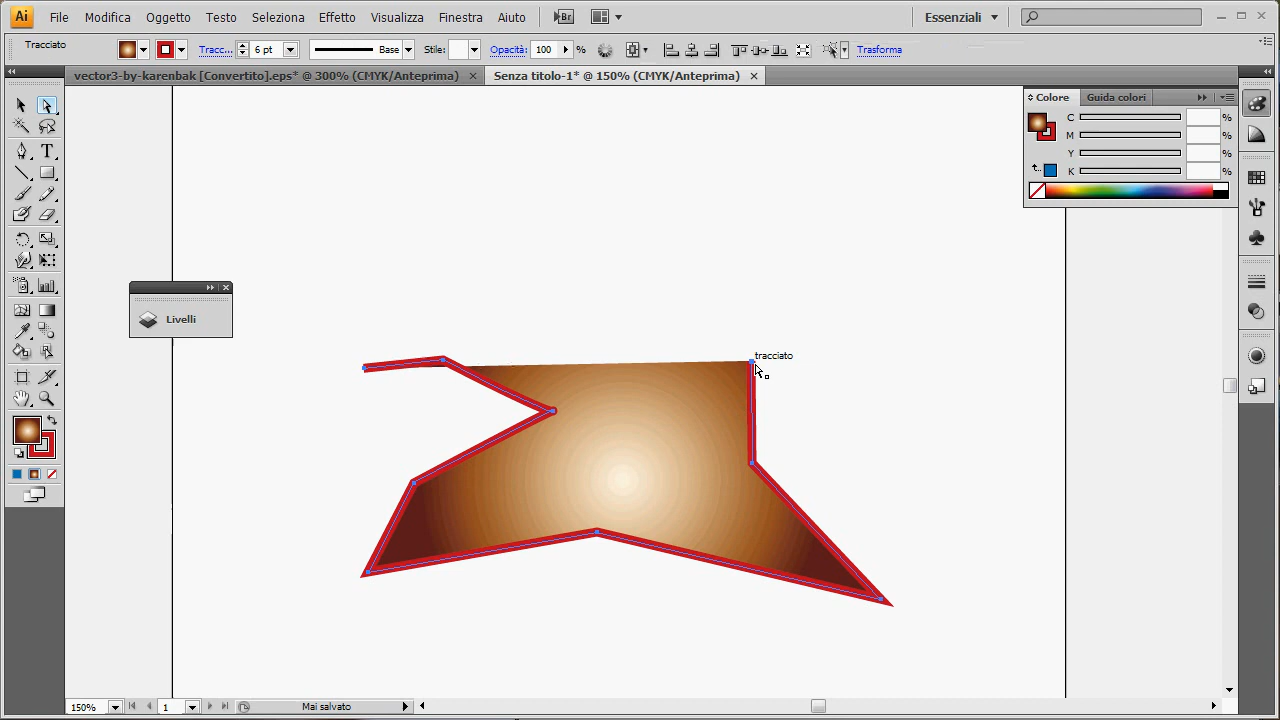 Ai File Modifica Oggetto Testo Selezione Effetto Visualizza Finestra Aiuto Br Essenziali
Tracciato Tracc... 6 pt Base Stile: Opacità: 100 % Trasforma
vector3-by-karenbak [Convertito].eps* @ 300% (CMYK/Anteprima) Senza titolo-1* @ 150% (CMYK/Anteprima)
Colore Guida colori
C %
M %
Y %
K %
Livelli
tracciato
150% 1 Mai salvato